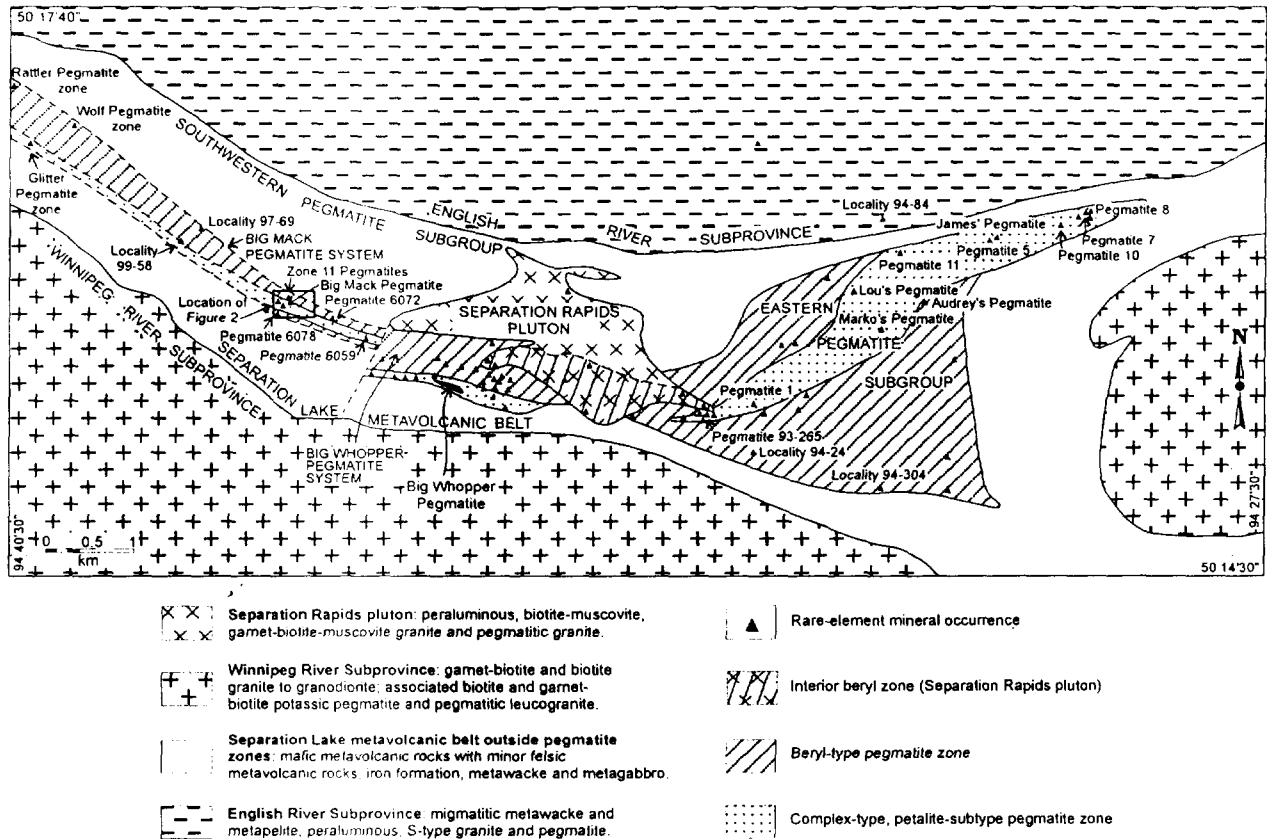 50 17'40"
Rattler Pegmatite
zone
Wolf Pegmatite
zone
Glitter
Pegmatite
zone
SOUTHWESTERN PEGMATITE SUBGROUP
ENGLISH RIVER SUBPROVINCE
Locality 97-69
BIG MACK
PEGMATITE SYSTEM
Zone 11 Pegmatites
Big Mack Pegmatite
Pegmatite 6072
Locality
99-58
Location of
Figure 2
Pegmatite 6078
Pegmatite 6059
WINNIPEG RIVER SUBPROVINCE
SEPARATION LAKE METAVOLCANIC BELT
SEPARATION RAPIDS
PLUTON
BIG WHOPPER
PEGMATITE
SYSTEM
Big Whopper
Pegmatite
Locality 94-84
James' Pegmatite
Pegmatite 8
Pegmatite 7
Pegmatite 10
Pegmatite 5
Pegmatite 11
Lou's Pegmatite
Audrey's Pegmatite
Marko's Pegmatite
EASTERN
PEGMATITE
SUBGROUP
Pegmatite 1
Pegmatite 93-265
Locality 94-24
Locality 94-304
N
94 40'30"
0 0.5 1
km
94 27'30"
50 14'30"
Separation Rapids pluton: peraluminous, biotite-muscovite,
garnet-biotite-muscovite granite and pegmatitic granite.
Winnipeg River Subprovince: garnet-biotite and biotite
granite to granodiorite; associated biotite and garnet-
biotite potassic pegmatite and pegmatitic leucogranite.
Separation Lake metavolcanic belt outside pegmatite
zones: mafic metavolcanic rocks with minor felsic
metavolcanic rocks, iron formation, metawacke and metagabbro.
English River Subprovince: migmatitic metawacke and
metapelite, peraluminous, S-type granite and pegmatite.
Rare-element mineral occurrence
Interior beryl zone (Separation Rapids pluton)
Beryl-type pegmatite zone
Complex-type, petalite-subtype pegmatite zone